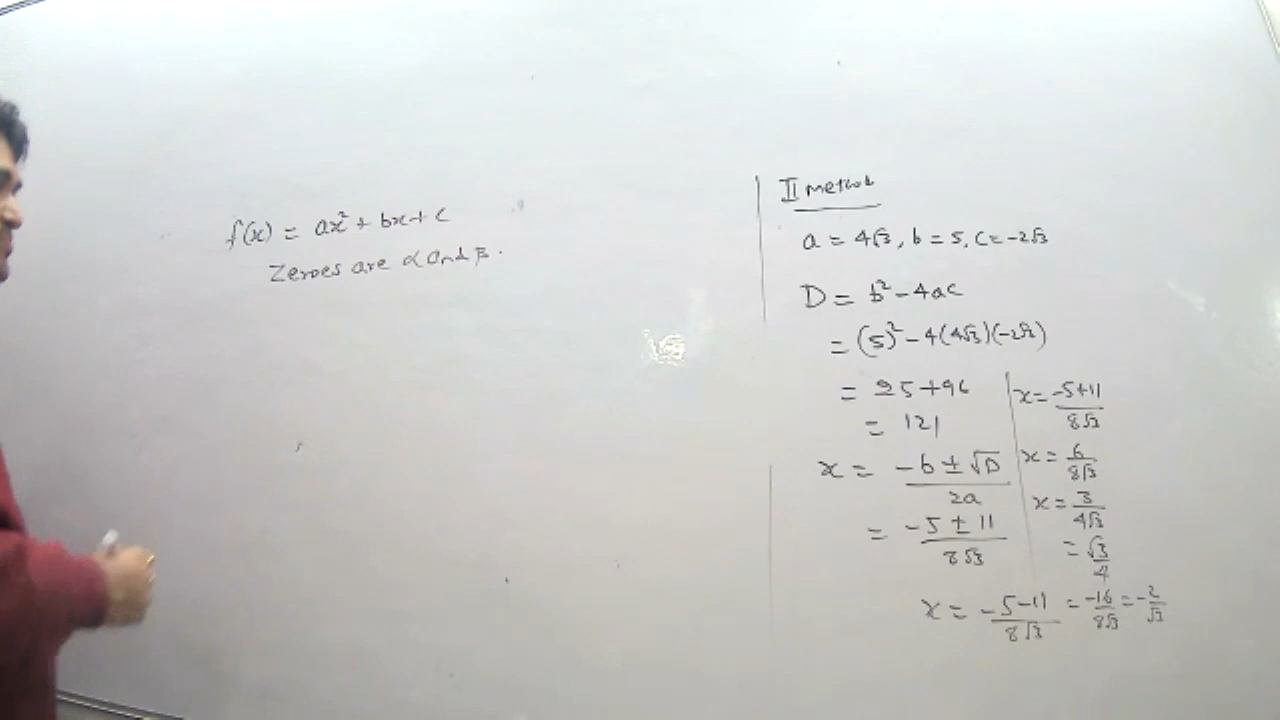 f(x) = ax² + bx + c
Zeroes are α and β.
II method
a = 4√3, b = 5, c = -2√3
D = b² - 4ac
= (5)² - 4(4√3)(-2√3)
= 25 + 96
= 121
x = -b ± √D / 2a
= -5 ± 11 / 8√3
x = -5+11 / 8√3
x = 6 / 8√3
x = 3 / 4√3
= √3 / 4
x = -5-11 / 8√3 = -16 / 8√3 = -2 / √3